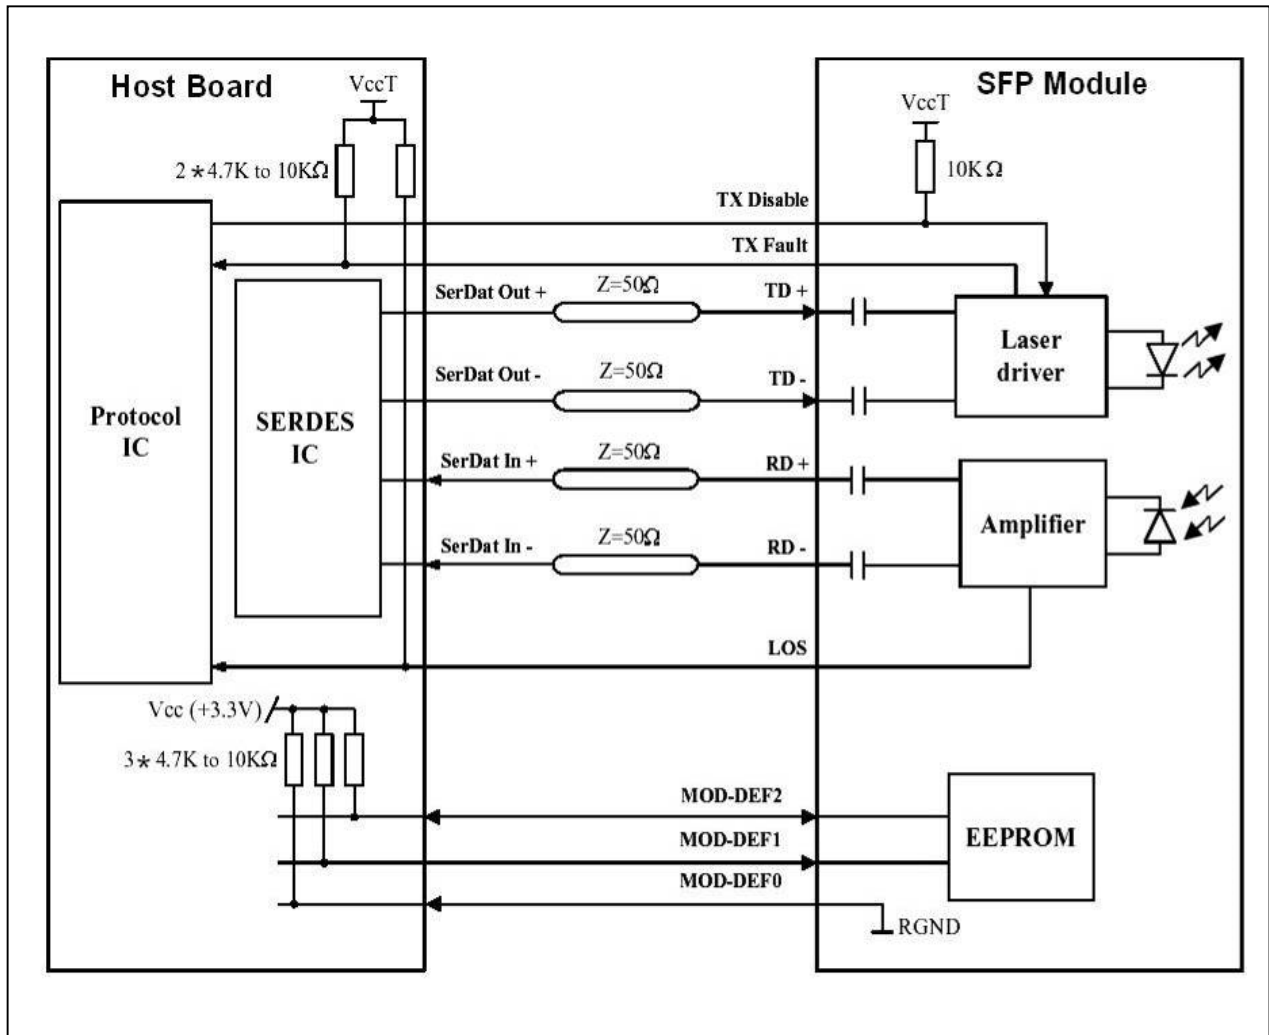 Host Board
SFP Module
VccT
VccT
2*4.7K to 10KΩ
10KΩ
TX Disable
TX Fault
SerDat Out +
Z=50Ω
TD +
Laser
driver
SerDat Out -
Z=50Ω
TD -
Protocol
IC
SERDES
IC
SerDat In +
Z=50Ω
RD +
Amplifier
SerDat In -
Z=50Ω
RD -
LOS
Vcc (+3.3V)
3*4.7K to 10KΩ
MOD-DEF2
MOD-DEF1
MOD-DEF0
EEPROM
RGND